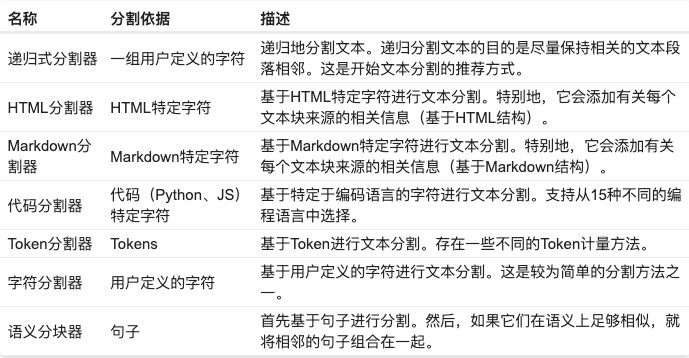 名称 分割依据 描述
递归式分割器 一组用户定义的字符 递归地分割文本。递归分割文本的目的是尽量保持相关的文本段
落相邻。这是开始文本分割的推荐方式。
HTML分割器 HTML特定字符 基于HTML特定字符进行文本分割。特别地，它会添加有关每个
文本块来源的相关信息（基于HTML结构）。
Markdown分
割器 Markdown特定字符 基于Markdown特定字符进行文本分割。特别地，它会添加有关
每个文本块来源的相关信息（基于Markdown结构）。
代码分割器 代码（Python、JS）
特定字符 基于特定于编码语言的字符进行文本分割。支持从15种不同的编
程语言中选择。
Token分割器 Tokens 基于Token进行文本分割。存在一些不同的Token计量方法。
字符分割器 用户定义的字符 基于用户定义的字符进行文本分割。这是较为简单的分割方法之
一。
语义分块器 句子 首先基于句子进行分割。然后，如果它们在语义上足够相似，就
将相邻的句子组合在一起。